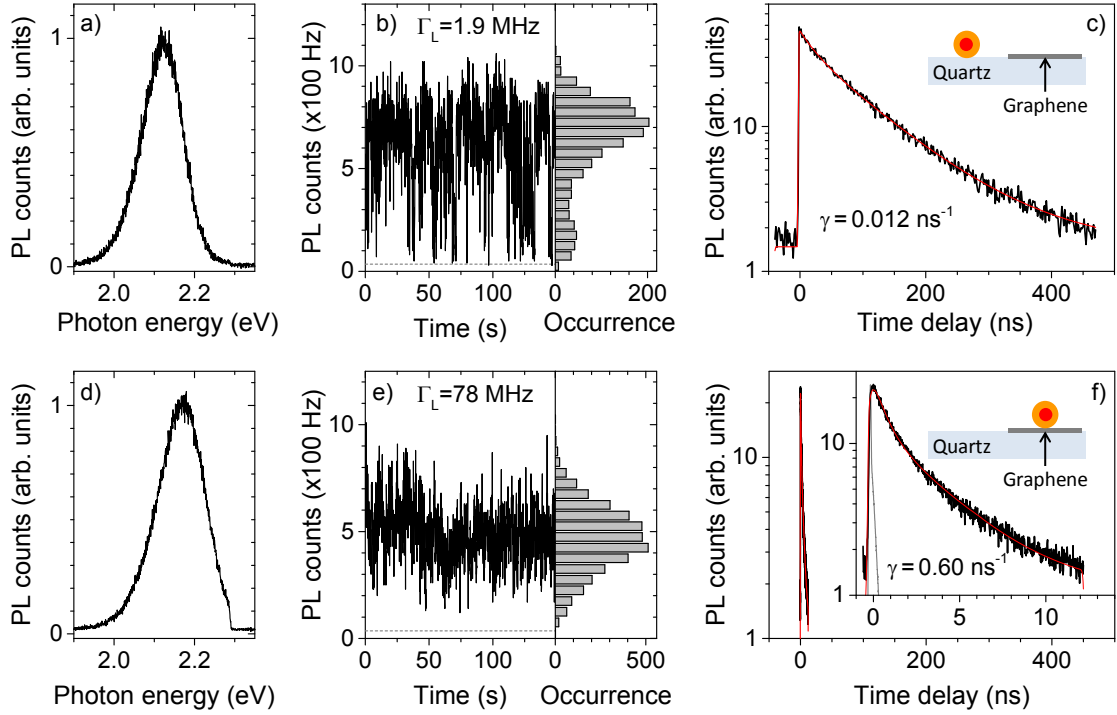 a)
PL counts (arb. units)
1
0
2.0
2.2
Photon energy (eV)
b)
Γ_L=1.9 MHz
PL counts (x100 Hz)
10
5
0
0
50
100
0
100
200
Time (s)
Occurrence
c)
PL counts (arb. units)
10
1
Quartz
Graphene
γ = 0.012 ns⁻¹
0
200
400
Time delay (ns)
d)
PL counts (arb. units)
1
0
2.0
2.2
Photon energy (eV)
e)
Γ_L=78 MHz
PL counts (x100 Hz)
10
5
0
0
50
100
0
500
Time (s)
Occurrence
f)
PL counts (arb. units)
10
1
10
1
Quartz
Graphene
γ = 0.60 ns⁻¹
0
5
10
0
200
400
Time delay (ns)